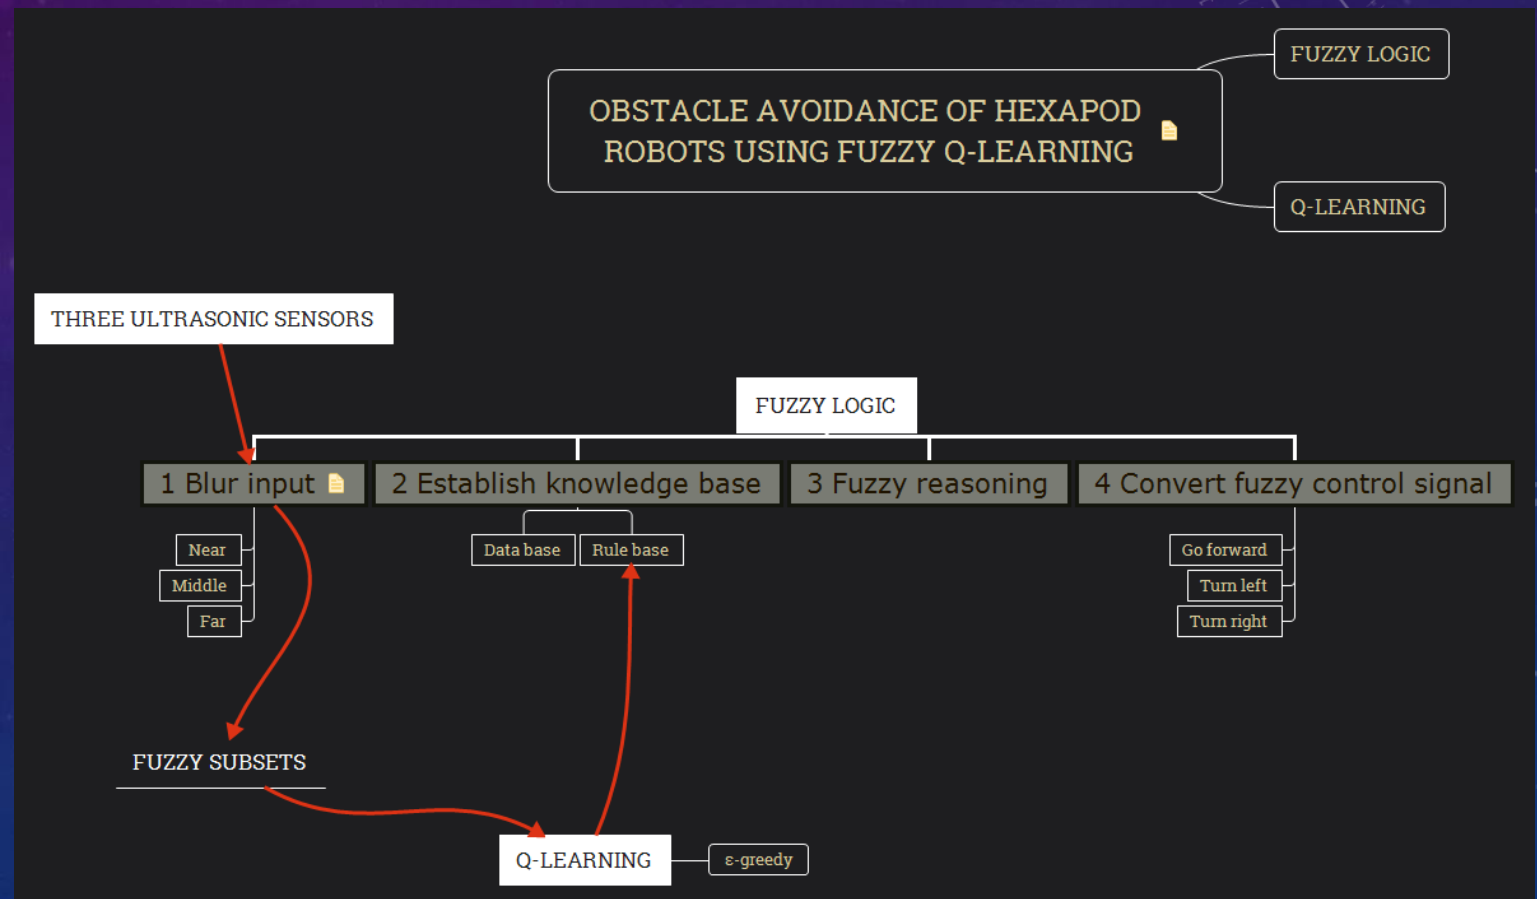 FUZZY LOGIC
OBSTACLE AVOIDANCE OF HEXAPOD
ROBOTS USING FUZZY Q-LEARNING
Q-LEARNING
THREE ULTRASONIC SENSORS
FUZZY LOGIC
1 Blur input
2 Establish knowledge base
3 Fuzzy reasoning
4 Convert fuzzy control signal
Near
Middle
Far
Data base
Rule base
Go forward
Turn left
Turn right
FUZZY SUBSETS
Q-LEARNING
ε-greedy